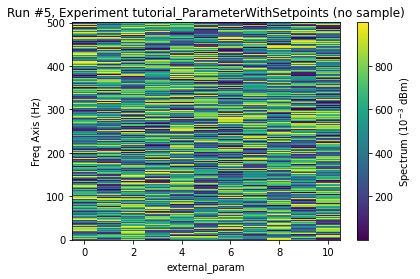 Run #5, Experiment tutorial_ParameterWithSetpoints (no sample)
500
400
300
200
100
0
Freq Axis (Hz)
0 2 4 6 8 10
external_param
800
600
400
200
Spectrum (10⁻³ dBm)